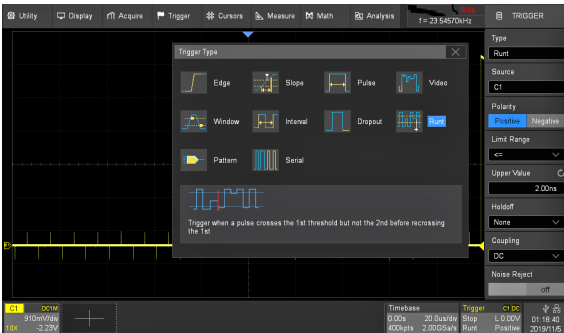 Utility Display Acquire Trigger Cursors Measure Math Analysis
f = 23.54570kHz
TRIGGER
Trigger Type
Edge Slope Pulse Video
Window Interval Dropout Runt
Pattern Serial
Trigger when a pulse crosses the 1st threshold but not the 2nd before recrossing
the 1st
Type
Runt
Source
C1
Polarity
Positive Negative
Limit Range
<=
Upper Value
2.00ns
Holdoff
None
Coupling
DC
Noise Reject
off
C1 DC1M
910mV/div
10X -2.23V
Timebase
0.00s 20.0us/div
400kpts 2.00GSa/s
Trigger C1 DC
Stop L 0.00V
Runt Positive
01:18:40
2019/11/5